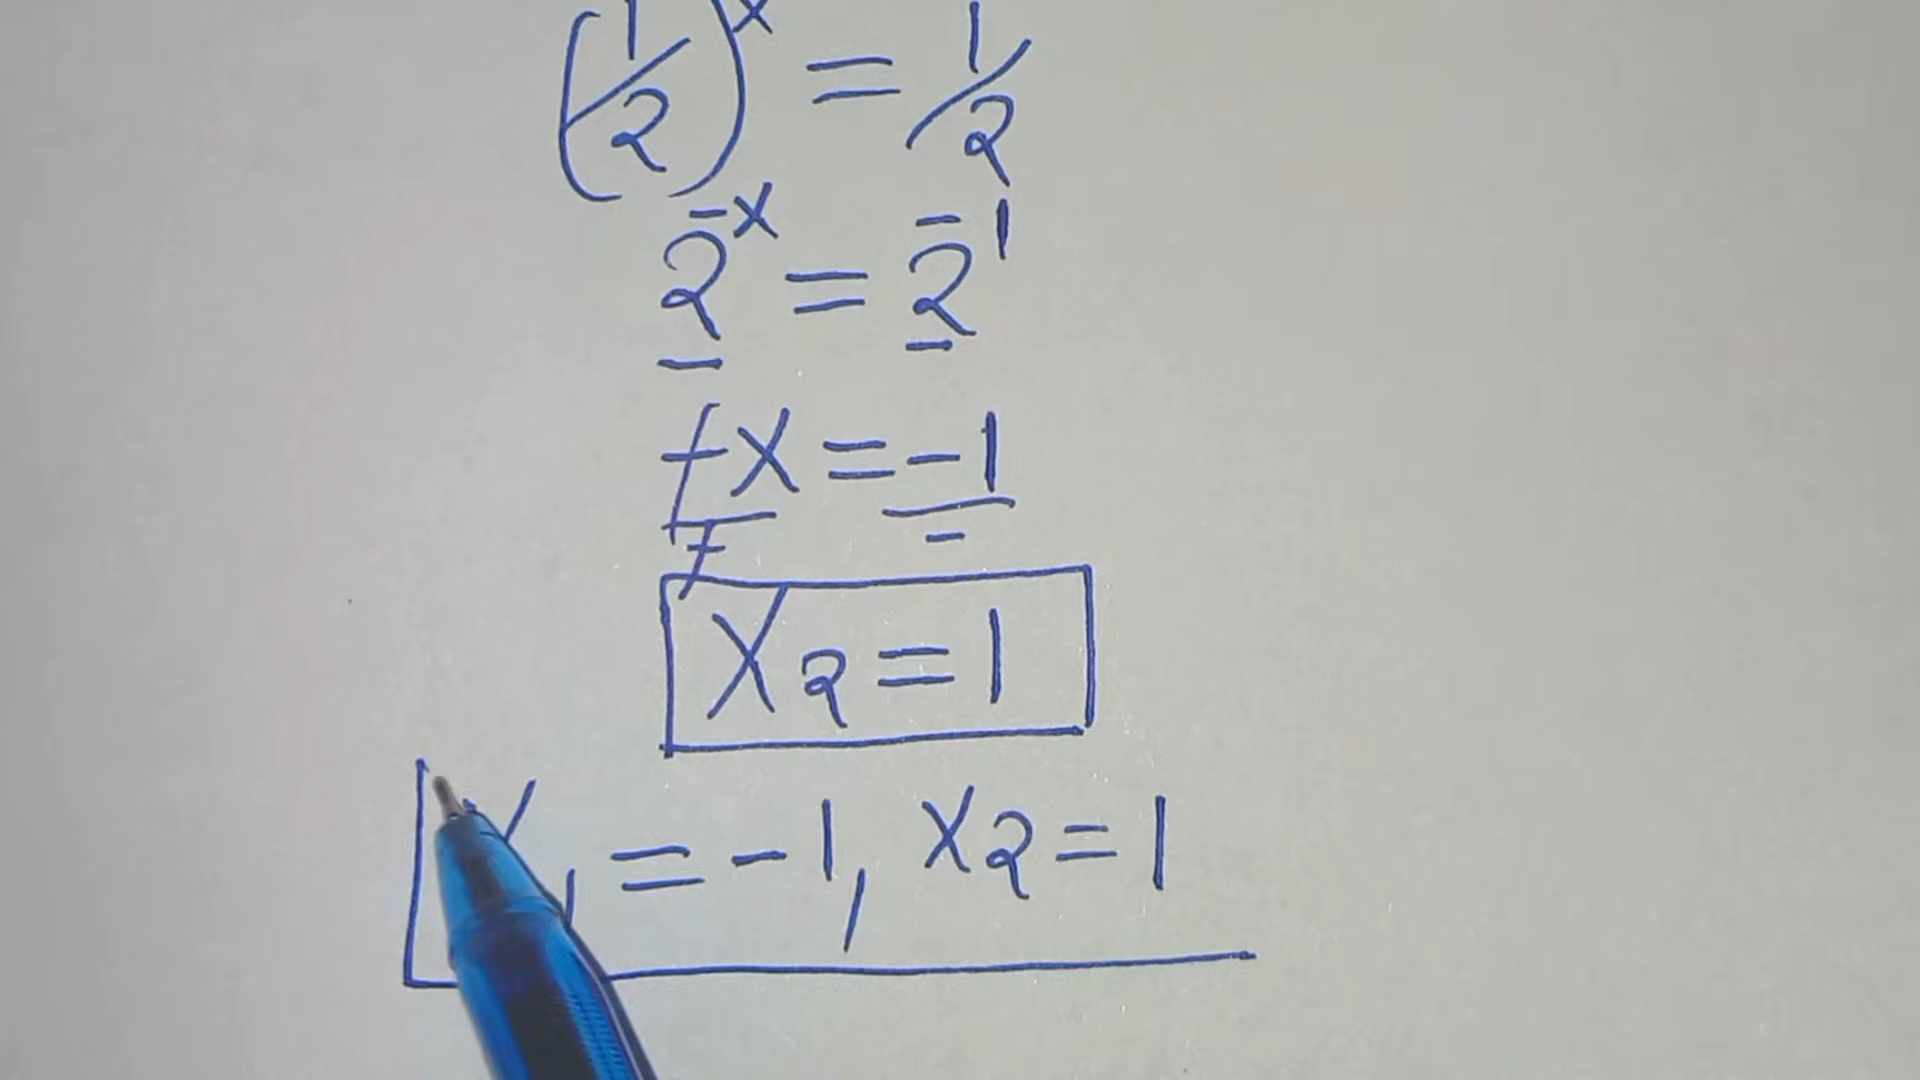 (1/2)^x = 1/2
2^-x = 2^-1
-x/- = -1/-
x₂ = 1
x₁ = -1, x₂ = 1